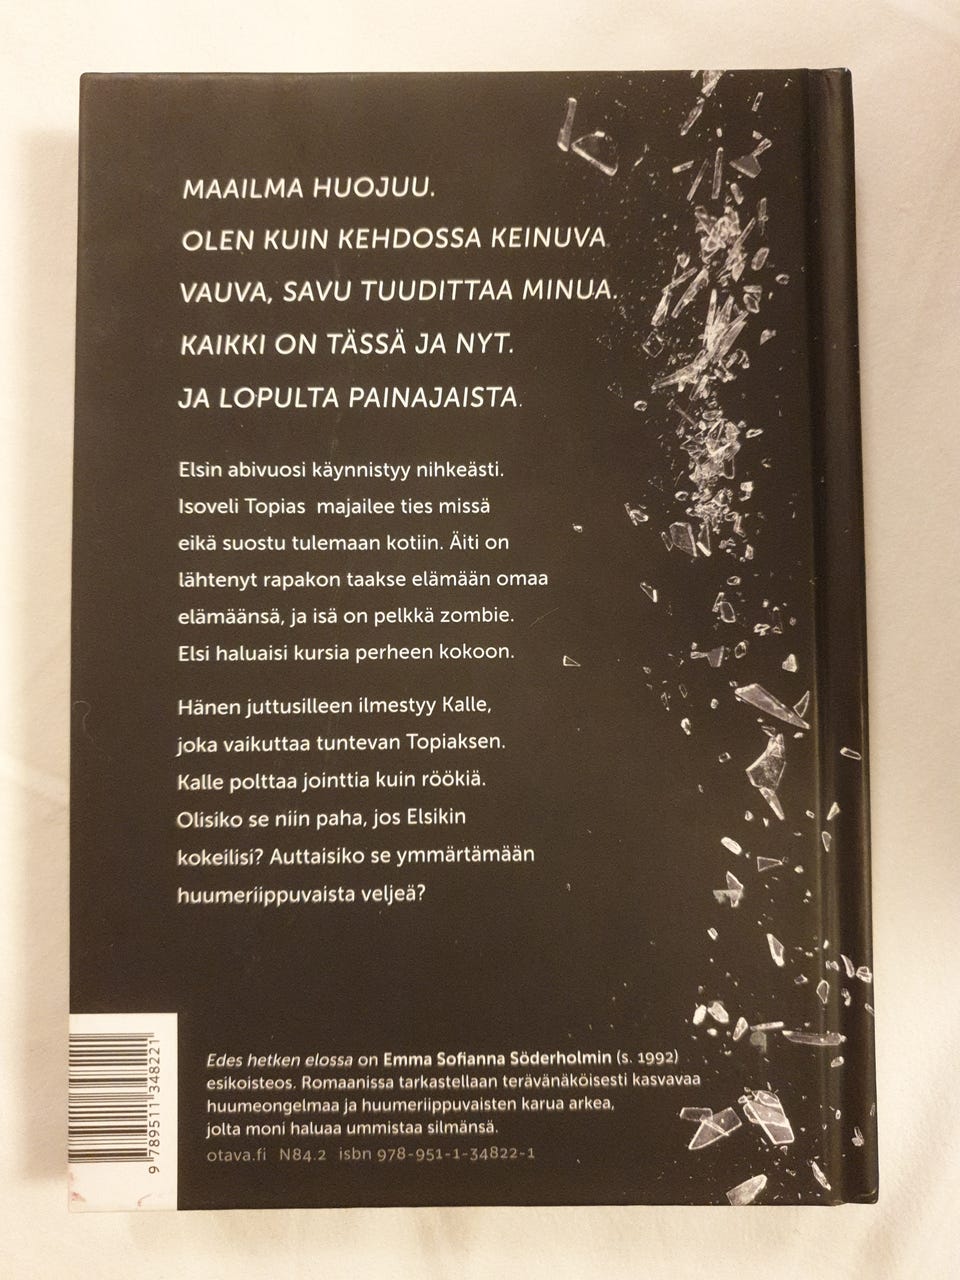 MAAILMA HUOJUU.
OLEN KUIN KEHDOSSA KEINUVA
VAUVA, SAVU TUUDITTAA MINUA.
KAIKKI ON TÄSSÄ JA NYT.
JA LOPULTA PAINAJAISTA.
Elsin abivuosi käynnistyy nihkeästi.
Isoveli Topias majailee ties missä
eikä suostu tulemaan kotiin. Äiti on
lähtenyt rapakon taakse elämään omaa
elämäänsä, ja isä on pelkkä zombie.
Elsi haluaisi kursia perheen kokoon.
Hänen juttusilleen ilmestyy Kalle,
joka vaikuttaa tuntevan Topiaksen.
Kalle polttaa jointtia kuin röökiä.
Olisiko se niin paha, jos Elsikin
kokeilisi? Auttaisiko se ymmärtämään
huumeriippuvaista veljeä?
Edes hetken elossa on Emma Sofianna Söderholmin (s. 1992)
esikoisteos. Romaanissa tarkastellaan terävänäköisesti kasvavaa
huumeongelmaa ja huumeriippuvaisten karua arkea,
jolta moni haluaa ummistaa silmänsä.
otava.fi N84.2 isbn 978-951-1-34822-1
9 789511 348221